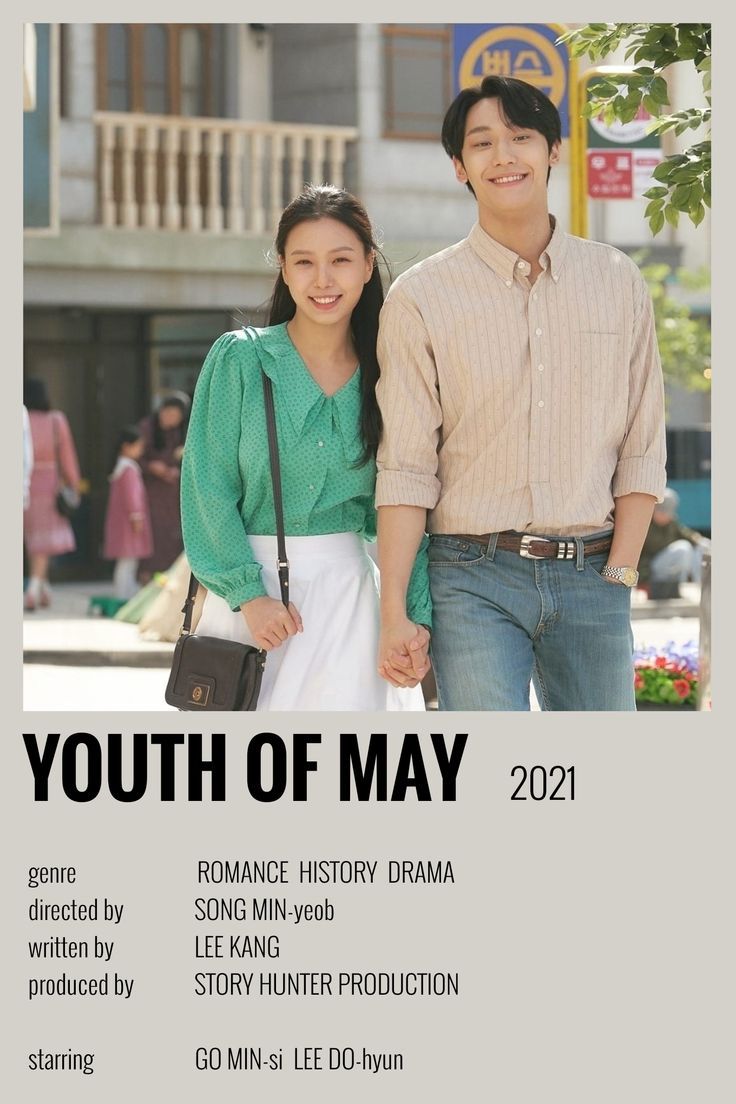 버스
YOUTH OF MAY 2021
genre ROMANCE HISTORY DRAMA
directed by SONG MIN-yeob
written by LEE KANG
produced by STORY HUNTER PRODUCTION
starring GO MIN-si LEE DO-hyun